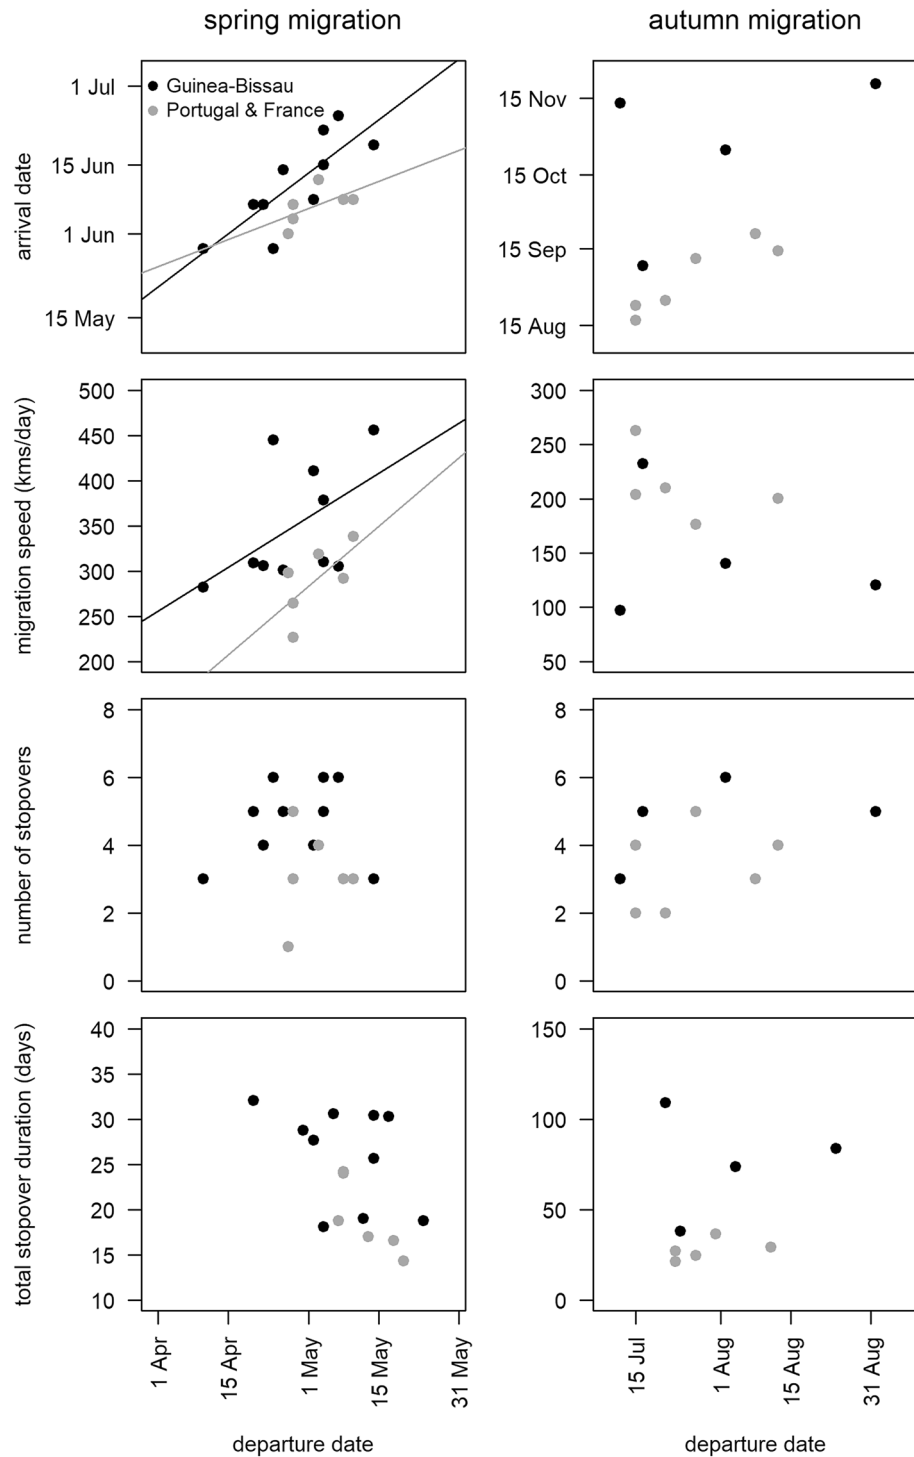 spring migration
autumn migration
Guinea-Bissau
Portugal & France
arrival date
1 Jul
15 Jun
1 Jun
15 May
15 Nov
15 Oct
15 Sep
15 Aug
migration speed (kms/day)
500
450
400
350
300
250
200
300
250
200
150
100
50
number of stopovers
8
6
4
2
0
8
6
4
2
0
total stopover duration (days)
40
35
30
25
20
15
10
150
100
50
0
1 Apr
15 Apr
1 May
15 May
31 May
15 Jul
1 Aug
15 Aug
31 Aug
departure date
departure date